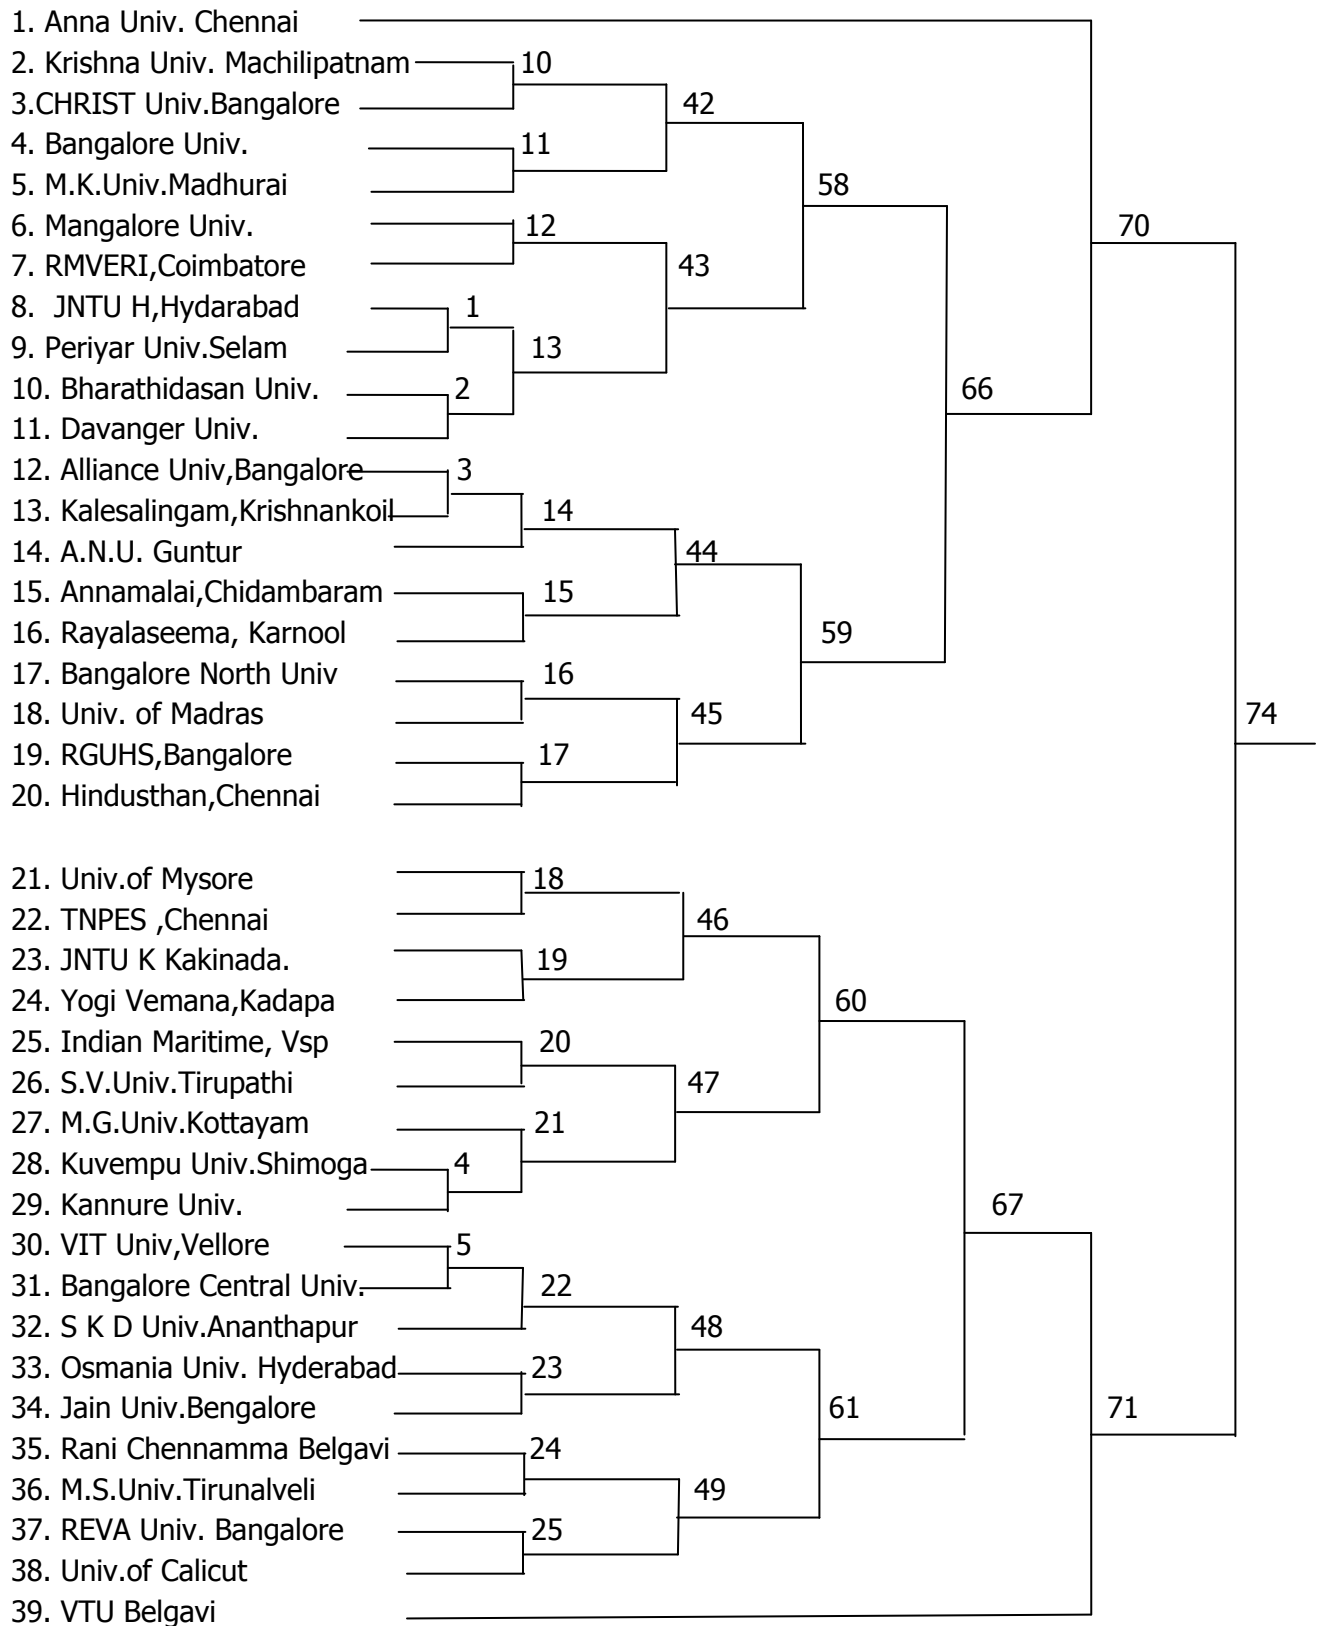 1. Anna Univ. Chennai
2. Krishna Univ. Machilipatnam 10
3.CHRIST Univ.Bangalore 42
4. Bangalore Univ. 11
5. M.K.Univ.Madhurai 58
6. Mangalore Univ. 12 70
7. RMVERI,Coimbatore 43
8. JNTU H,Hydarabad 1
9. Periyar Univ.Selam 13
10. Bharathidasan Univ. 2 66
11. Davanger Univ.
12. Alliance Univ,Bangalore 3
13. Kalesalingam,Krishnankoil 14
14. A.N.U. Guntur 44
15. Annamalai,Chidambaram 15
16. Rayalaseema, Karnool 59
17. Bangalore North Univ 16
18. Univ. of Madras 45 74
19. RGUHS,Bangalore 17
20. Hindusthan,Chennai
21. Univ.of Mysore 18
22. TNPES ,Chennai 46
23. JNTU K Kakinada. 19
24. Yogi Vemana,Kadapa 60
25. Indian Maritime, Vsp 20
26. S.V.Univ.Tirupathi 47
27. M.G.Univ.Kottayam 21
28. Kuvempu Univ.Shimoga 4
29. Kannure Univ. 67
30. VIT Univ,Vellore 5
31. Bangalore Central Univ. 22
32. S K D Univ.Ananthapur 48
33. Osmania Univ. Hyderabad 23
34. Jain Univ.Bengalore 61 71
35. Rani Chennamma Belgavi 24
36. M.S.Univ.Tirunalveli 49
37. REVA Univ. Bangalore 25
38. Univ.of Calicut
39. VTU Belgavi